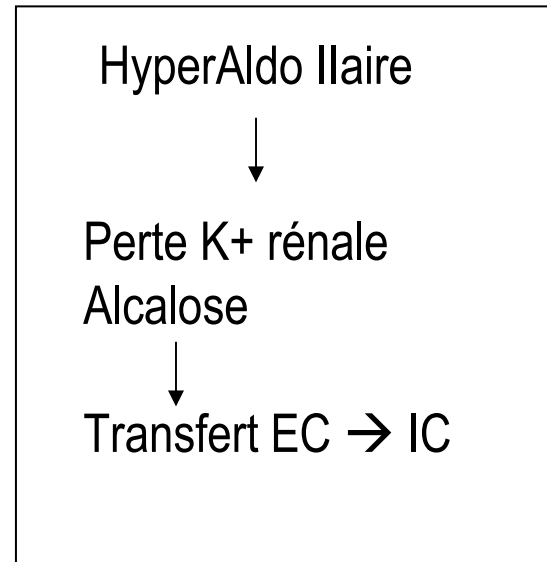 HyperAldo IIaire
↓
Perte K+ rénale
Alcalose
↓
Transfert EC → IC